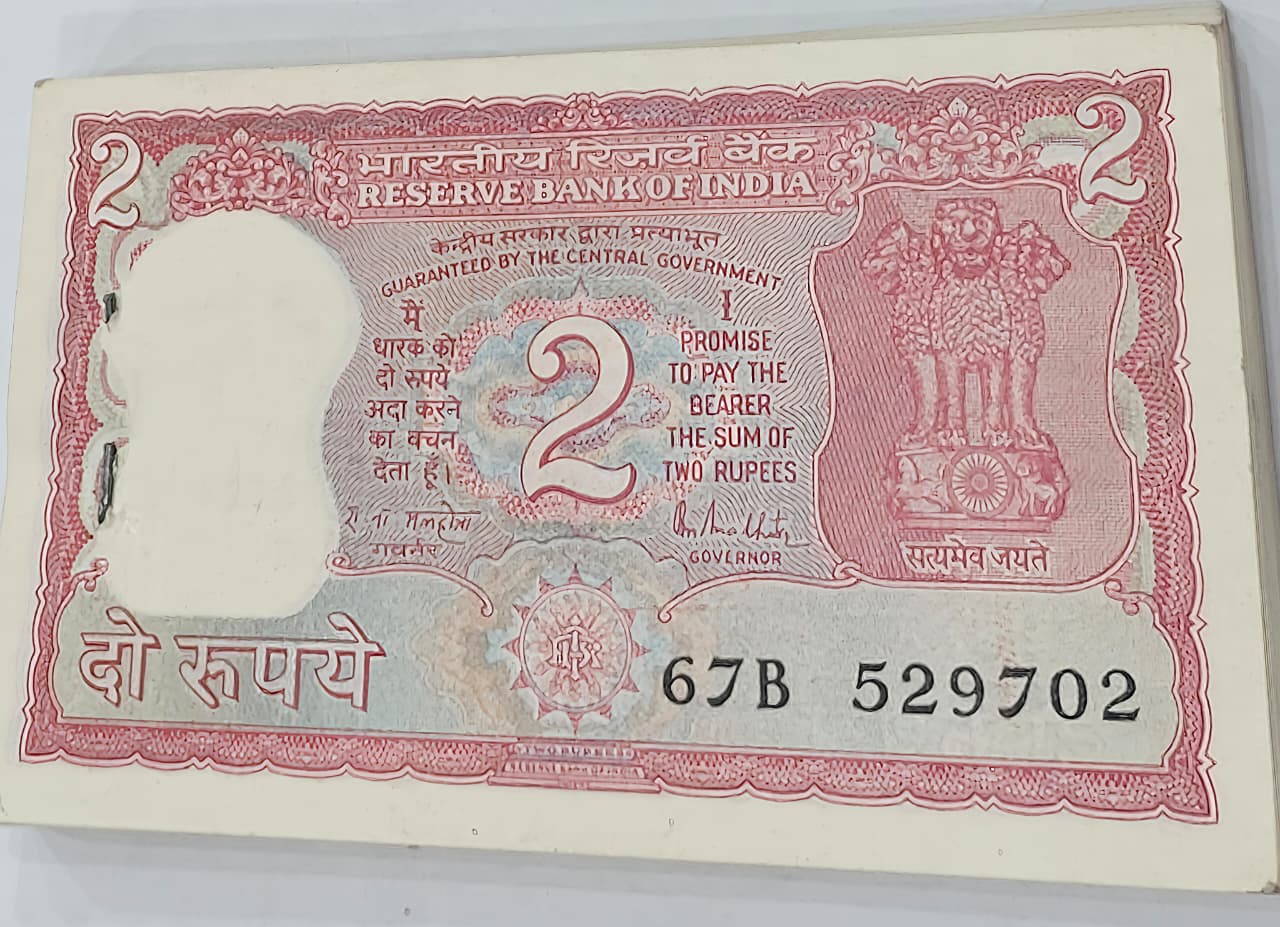 2 2
भारतीय रिज़र्व बैंक
RESERVE BANK OF INDIA
केन्द्रीय सरकार द्वारा प्रत्याभूत
GUARANTEED BY THE CENTRAL GOVERNMENT
मैं
धारक को
दो रुपये
अदा करने
का वचन
देता हूँ।
2
I
PROMISE
TO PAY THE
BEARER
THE SUM OF
TWO RUPEES
गवर्नर
GOVERNOR
सत्यमेव जयते
दो रूपये
67B 529702
TWO RUPEES